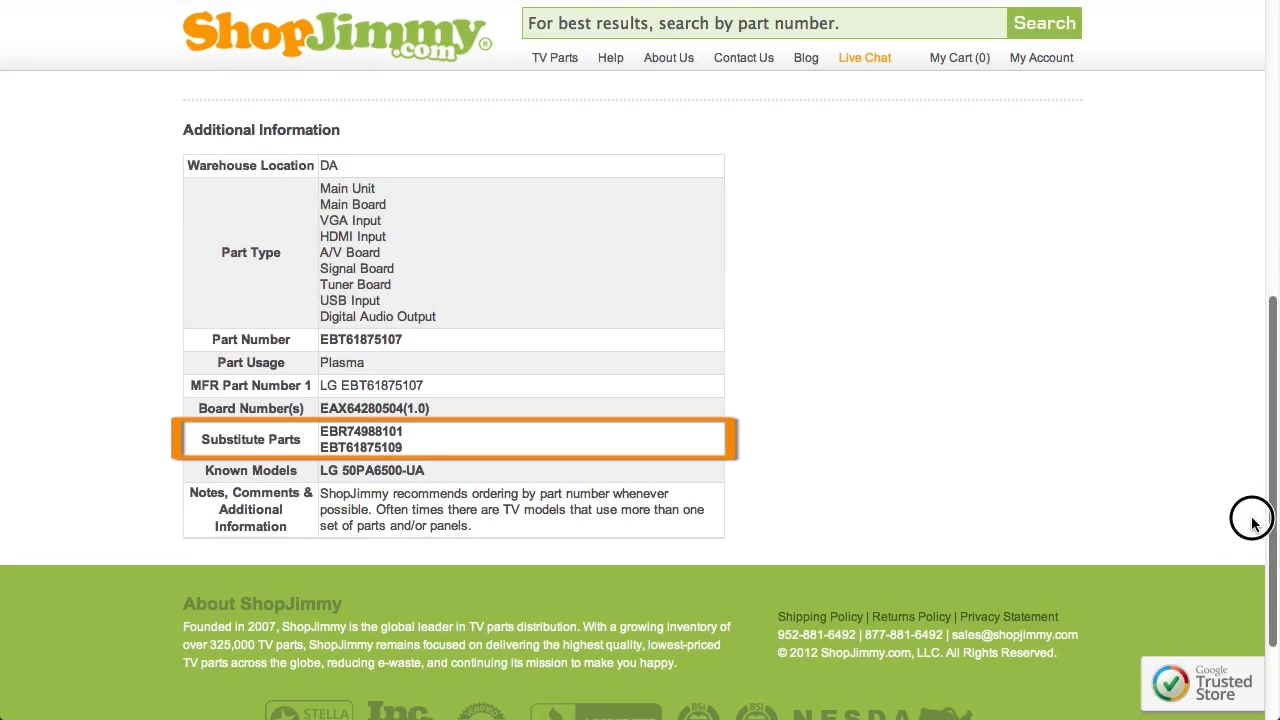 ShopJimmy.com®
For best results, search by part number.
Search
TV Parts Help About Us Contact Us Blog Live Chat My Cart (0) My Account
Additional Information
Warehouse Location DA
Part Type
Main Unit
Main Board
VGA Input
HDMI Input
A/V Board
Signal Board
Tuner Board
USB Input
Digital Audio Output
Part Number EBT61875107
Part Usage Plasma
MFR Part Number 1 LG EBT61875107
Board Number(s) EAX64280504(1.0)
Substitute Parts
EBR74988101
EBT61875109
Known Models LG 50PA6500-UA
Notes, Comments &
Additional
Information
ShopJimmy recommends ordering by part number whenever
possible. Often times there are TV models that use more than one
set of parts and/or panels.
About ShopJimmy
Founded in 2007, ShopJimmy is the global leader in TV parts distribution. With a growing inventory of
over 325,000 TV parts, ShopJimmy remains focused on delivering the highest quality, lowest-priced
TV parts across the globe, reducing e-waste, and continuing its mission to make you happy.
Shipping Policy | Returns Policy | Privacy Statement
952-881-6492 | 877-881-6492 | sales@shopjimmy.com
© 2012 ShopJimmy.com, LLC. All Rights Reserved.
Google
Trusted
Store
STELLA
Inc.
BSI
BSI
NESDA